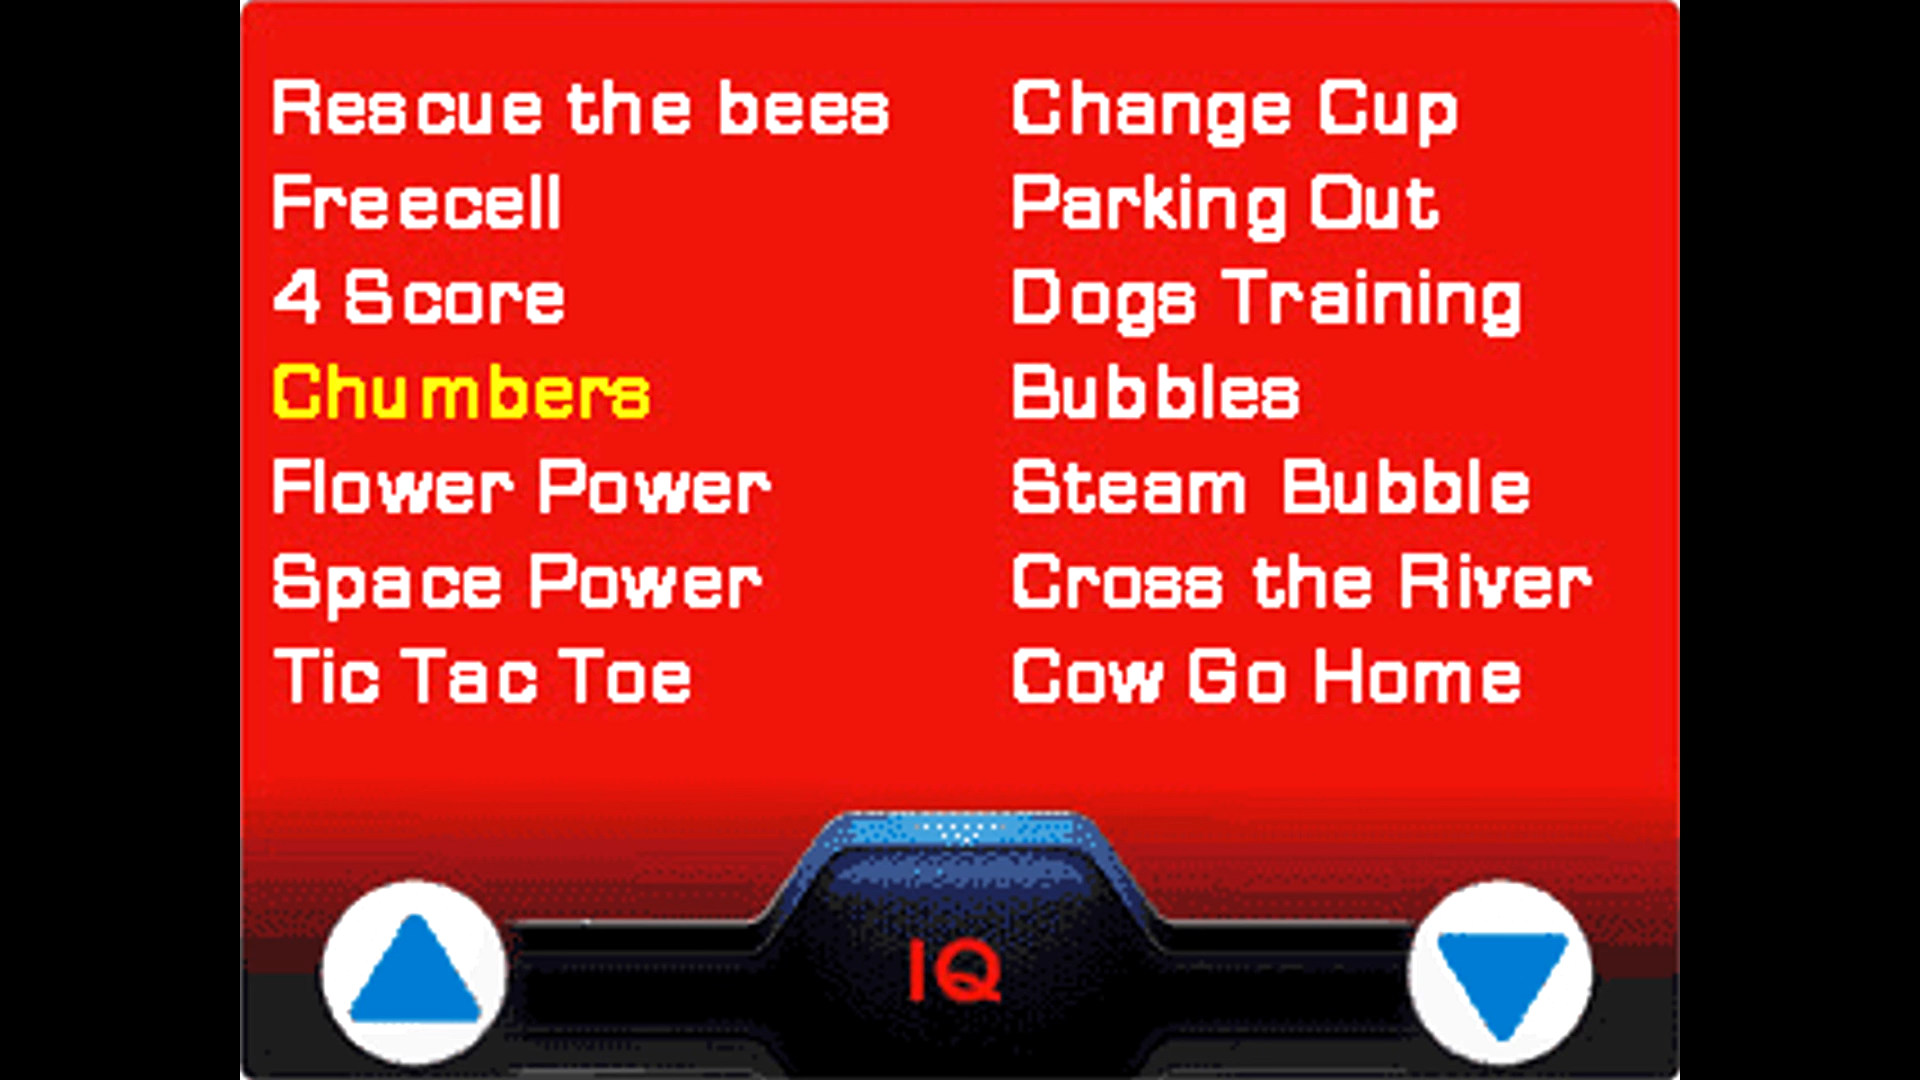 Rescue the bees
Freecell
4 Score
Chumbers
Flower Power
Space Power
Tic Tac Toe
Change Cup
Parking Out
Dogs Training
Bubbles
Steam Bubble
Cross the River
Cow Go Home
IQ